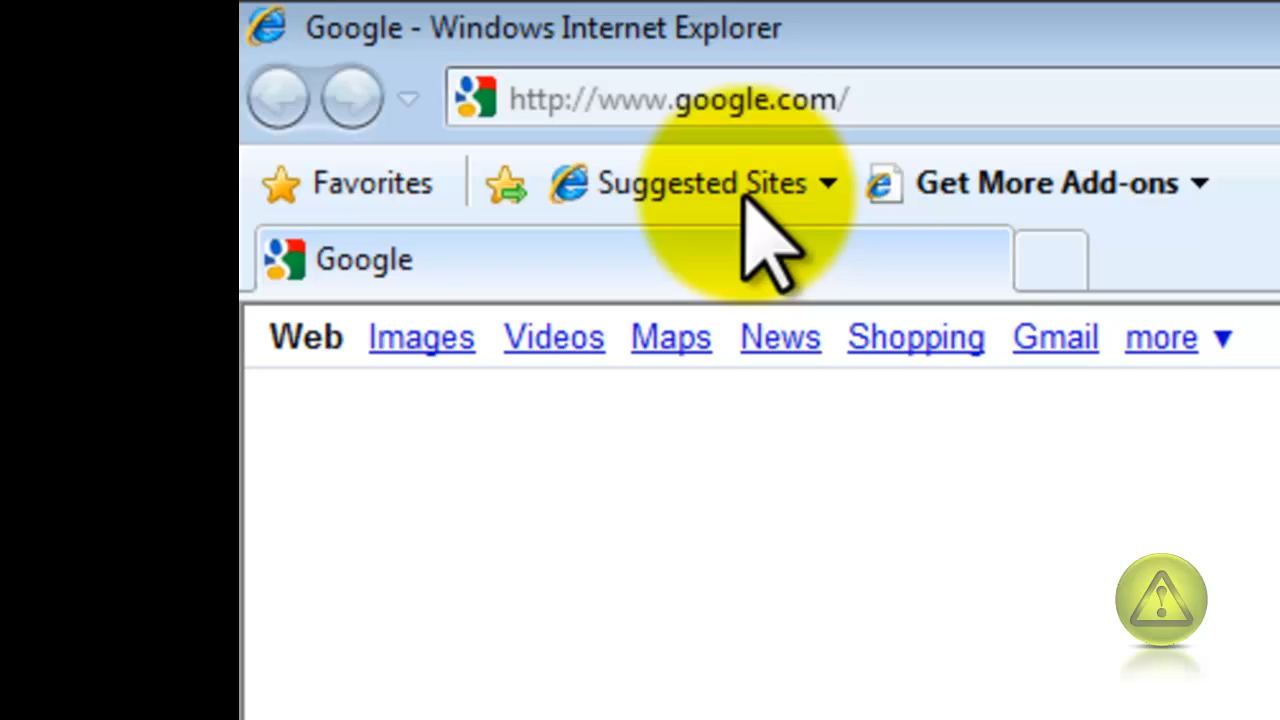 Google - Windows Internet Explorer
http://www.google.com/
Favorites Suggested Sites Get More Add-ons
Google
Web Images Videos Maps News Shopping Gmail more